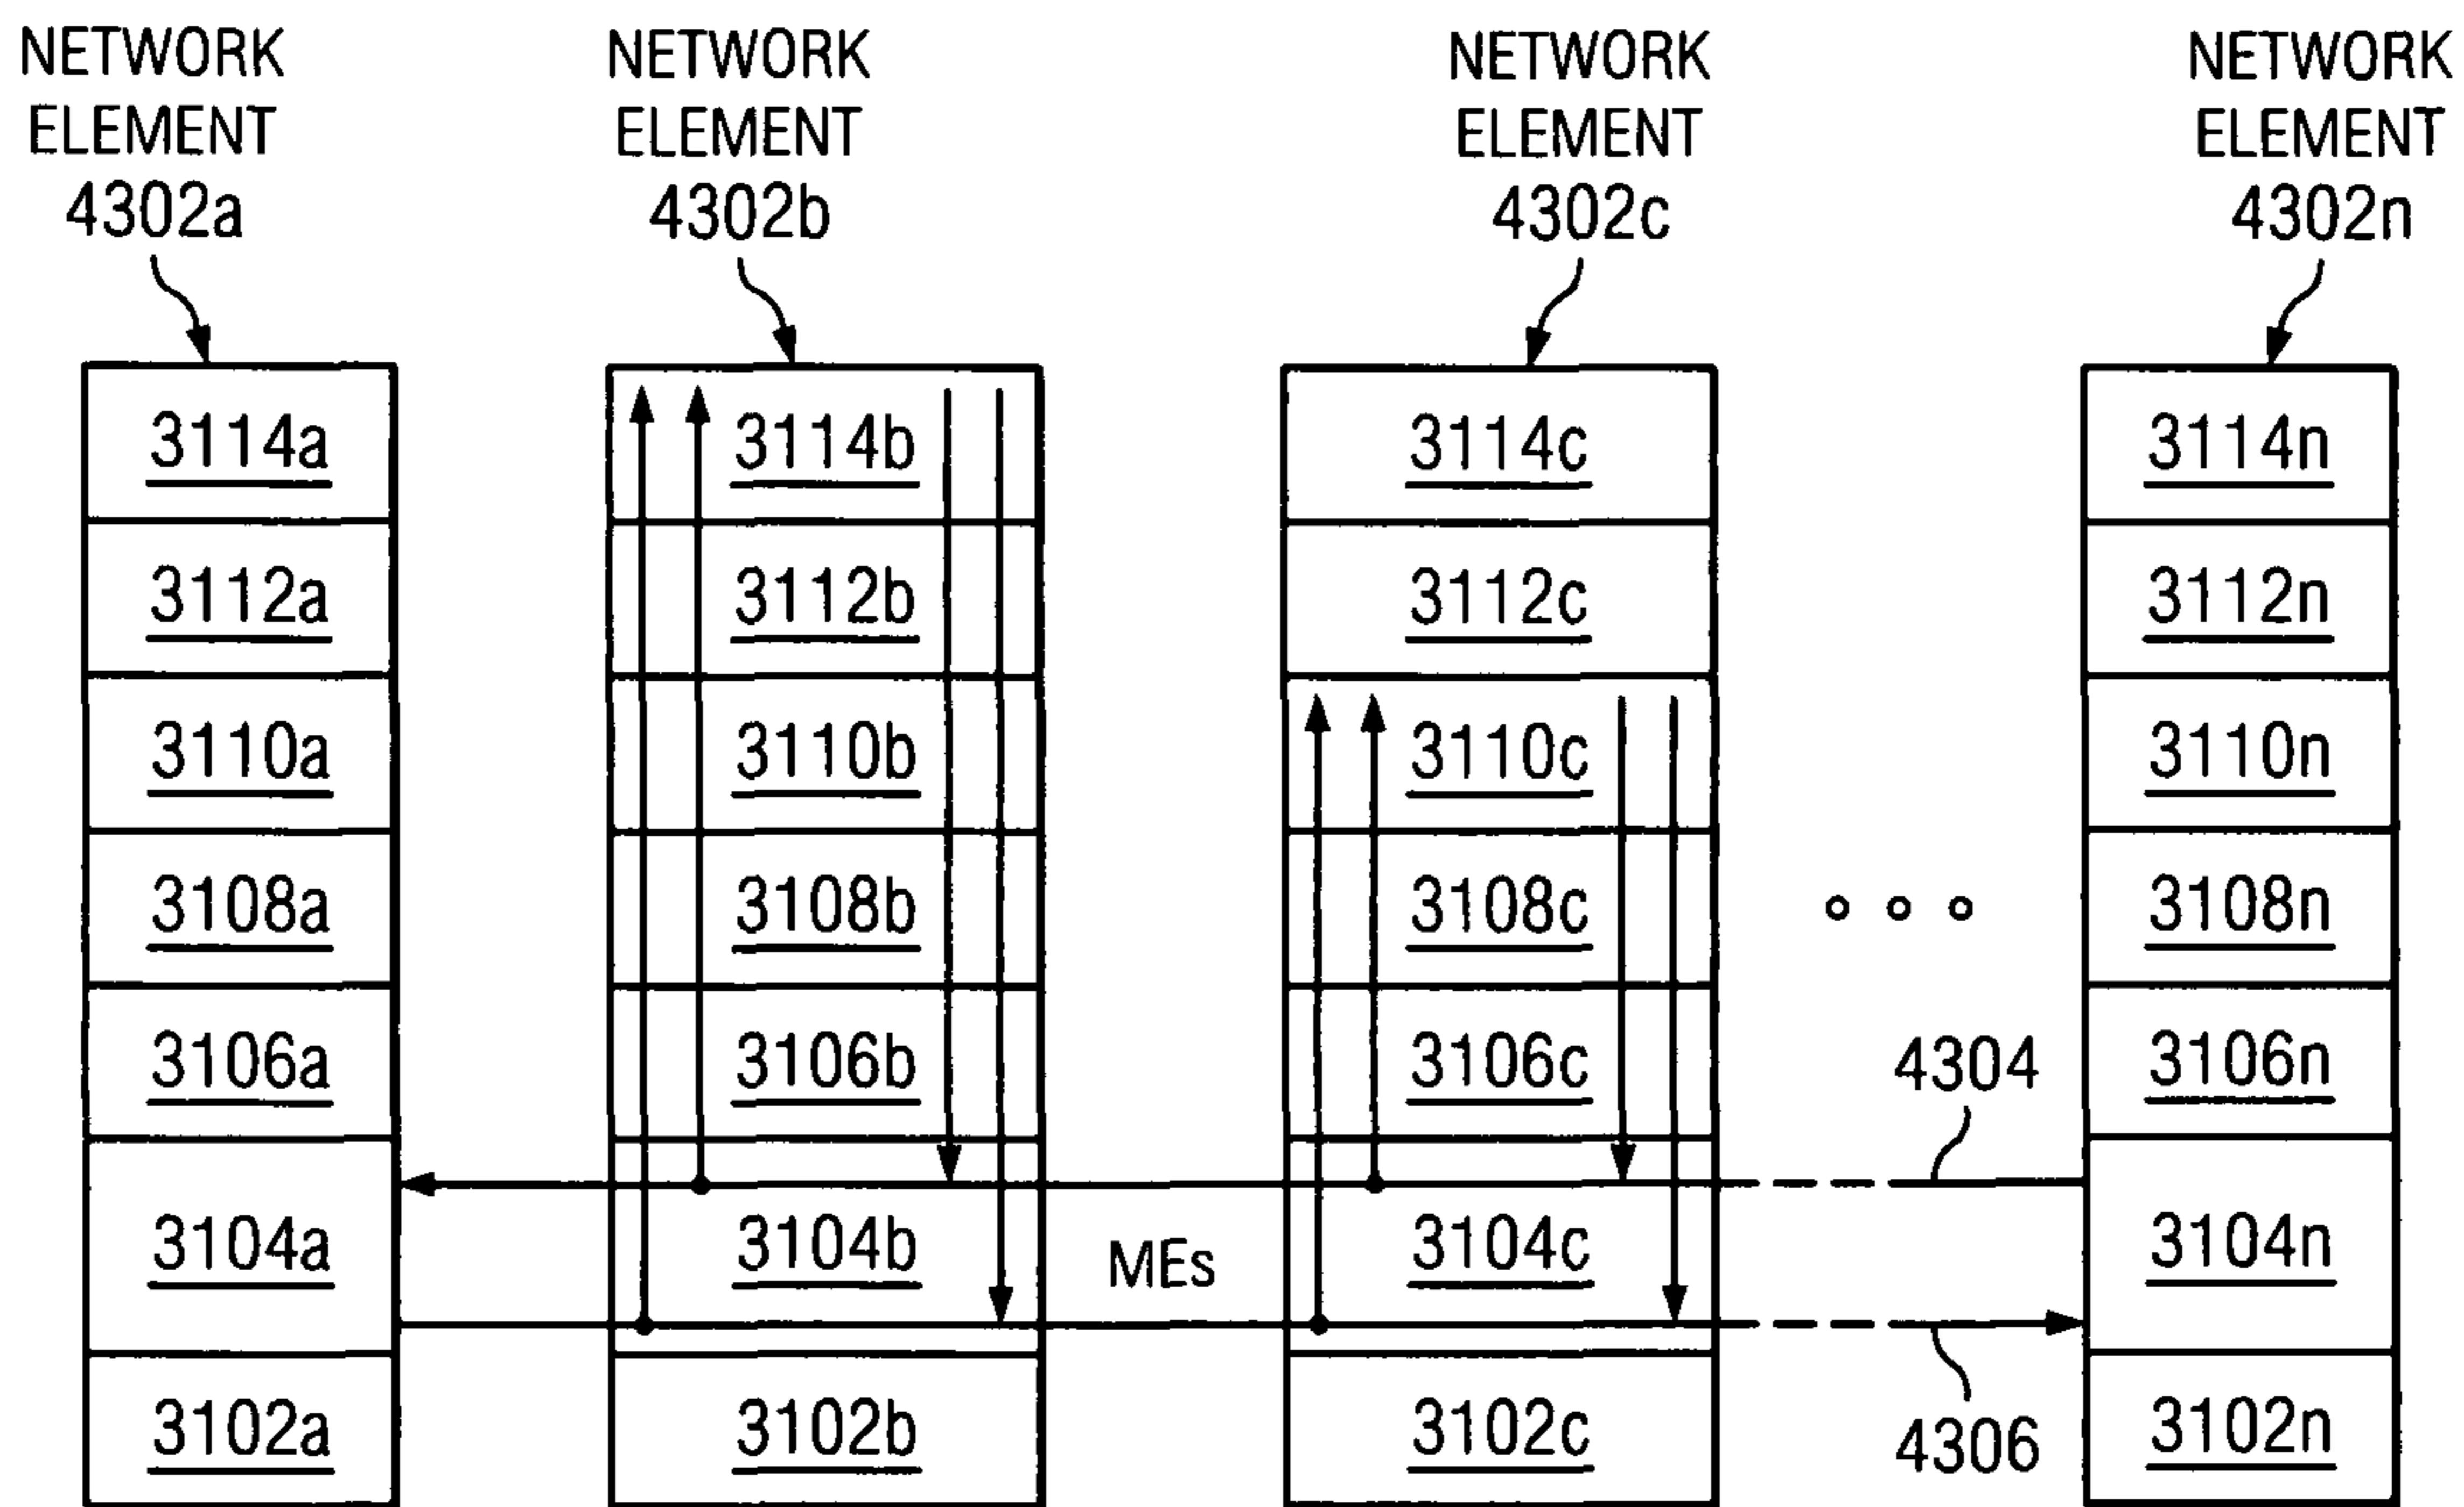 NETWORK
ELEMENT
4302a
NETWORK
ELEMENT
4302b
NETWORK
ELEMENT
4302c
NETWORK
ELEMENT
4302n
3114a
3112a
3110a
3108a
3106a
3104a
3102a
3114b
3112b
3110b
3108b
3106b
3104b
3102b
MEs
3114c
3112c
3110c
3108c
3106c
3104c
3102c
4304
4306
3114n
3112n
3110n
3108n
3106n
3104n
3102n